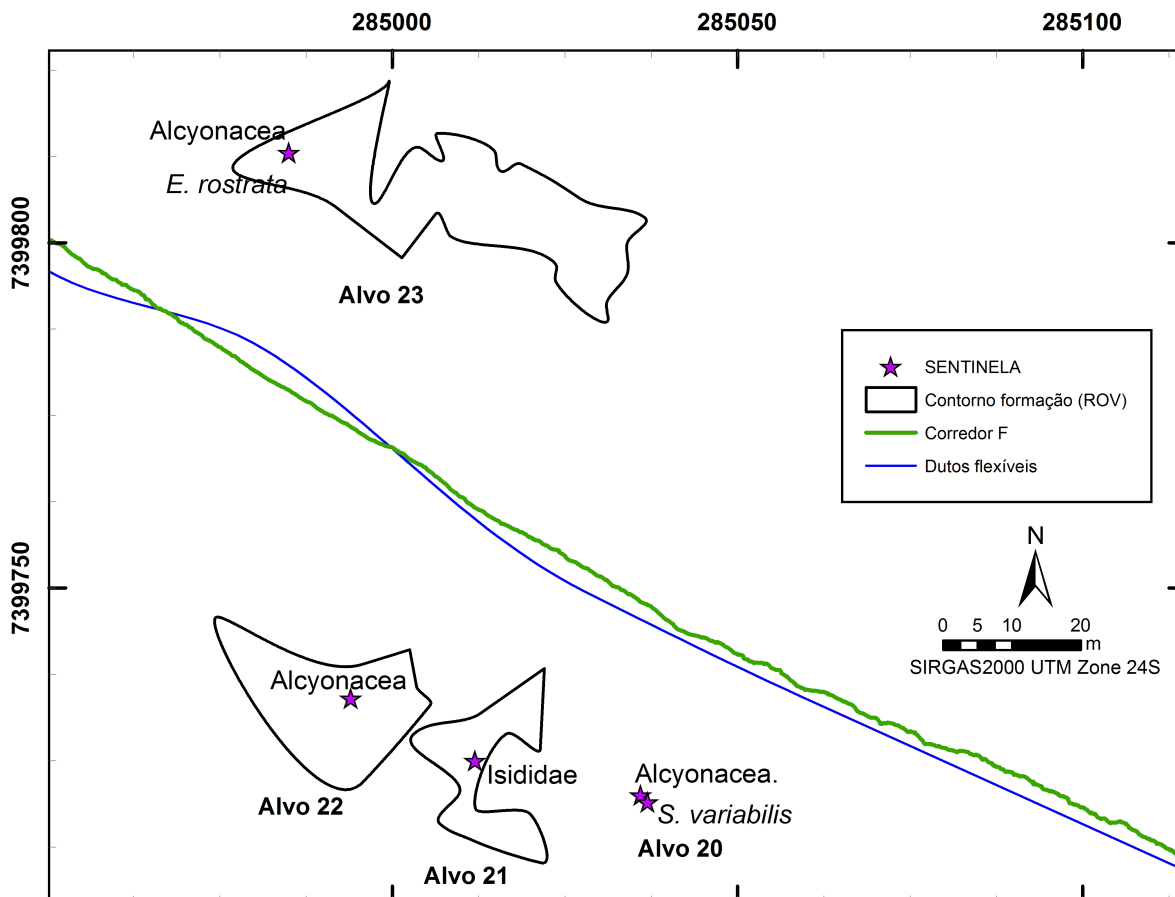 285000 285050 285100
7399800
7399750
Alcyonacea
E. rostrata
Alvo 23
SENTINELA
Contorno formação (ROV)
Corredor F
Dutos flexíveis
N
0 5 10 20
m
SIRGAS2000 UTM Zone 24S
Alcyonacea
Alvo 22
Isididae
Alvo 21
Alcyonacea.
S. variabilis
Alvo 20